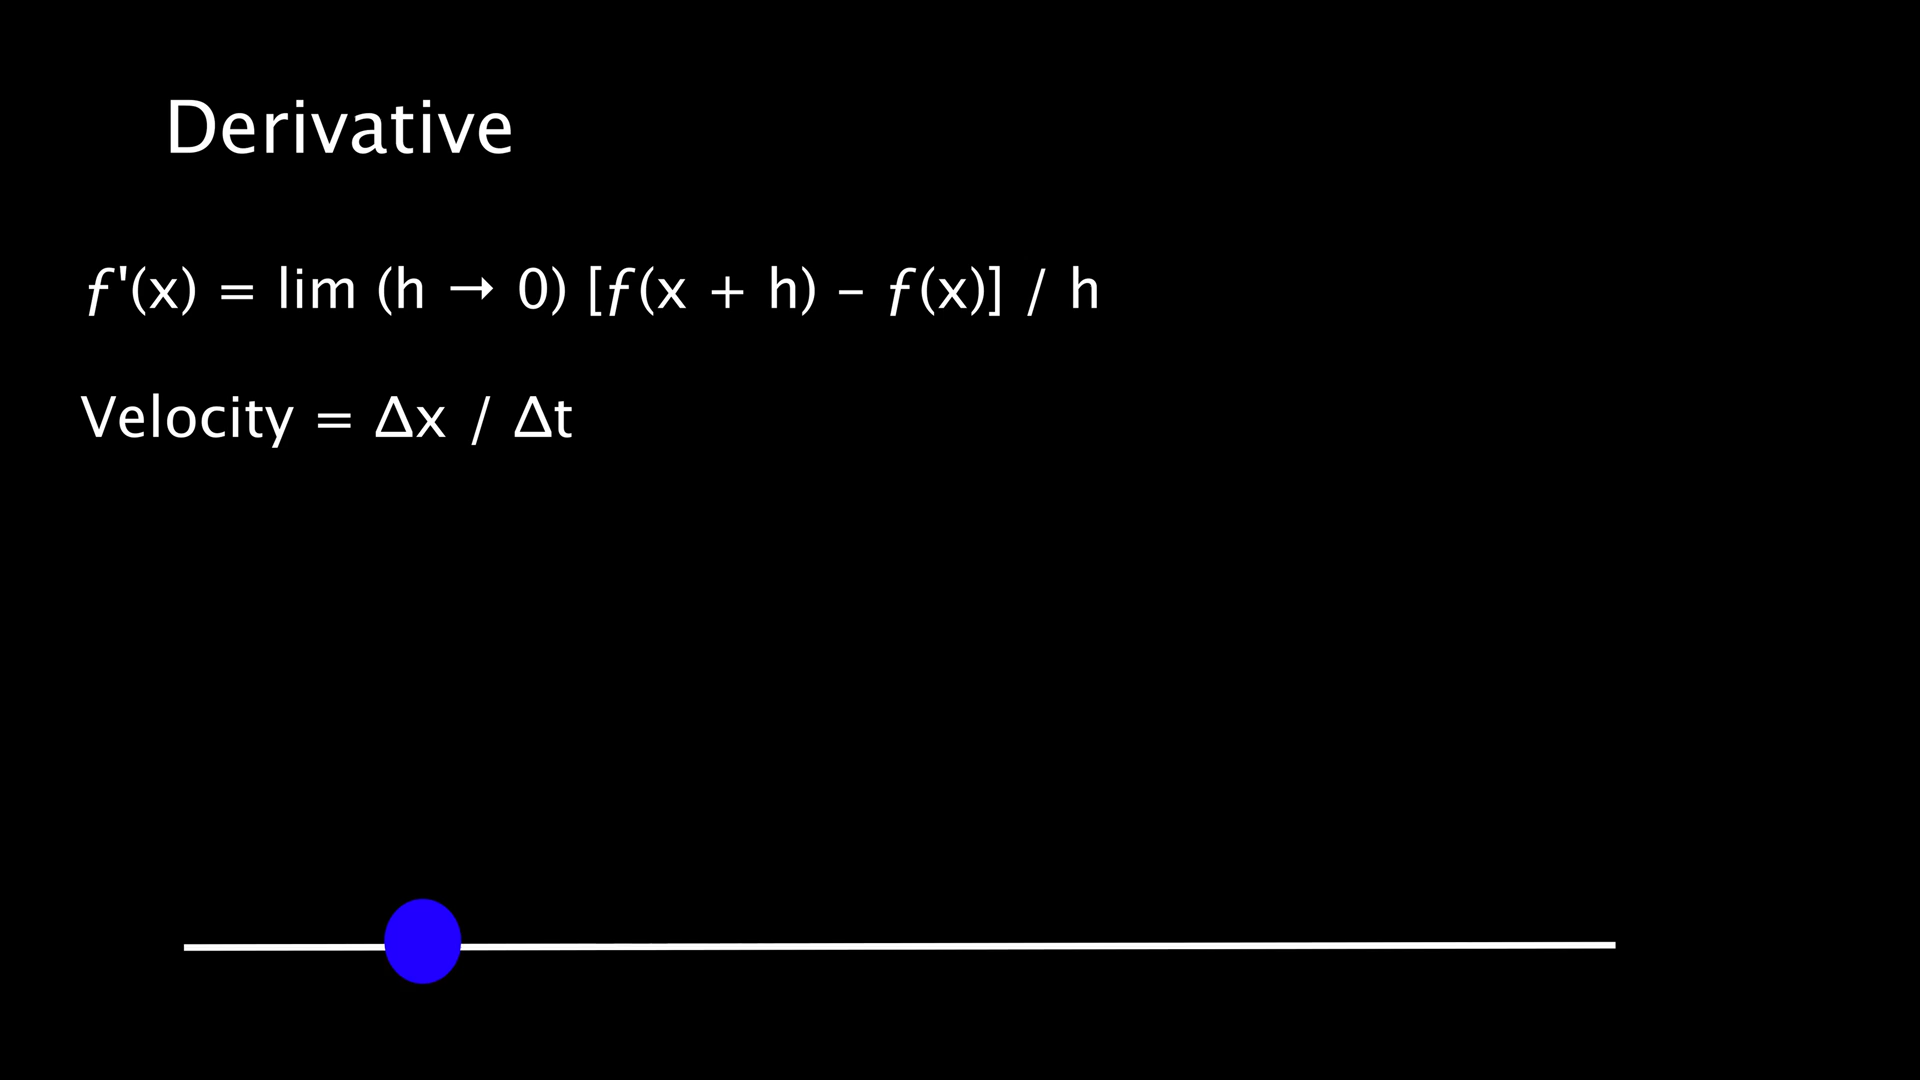 Derivative
ƒ'(x) = lim (h → 0) [ƒ(x + h) – ƒ(x)] / h
Velocity = Δx / Δt